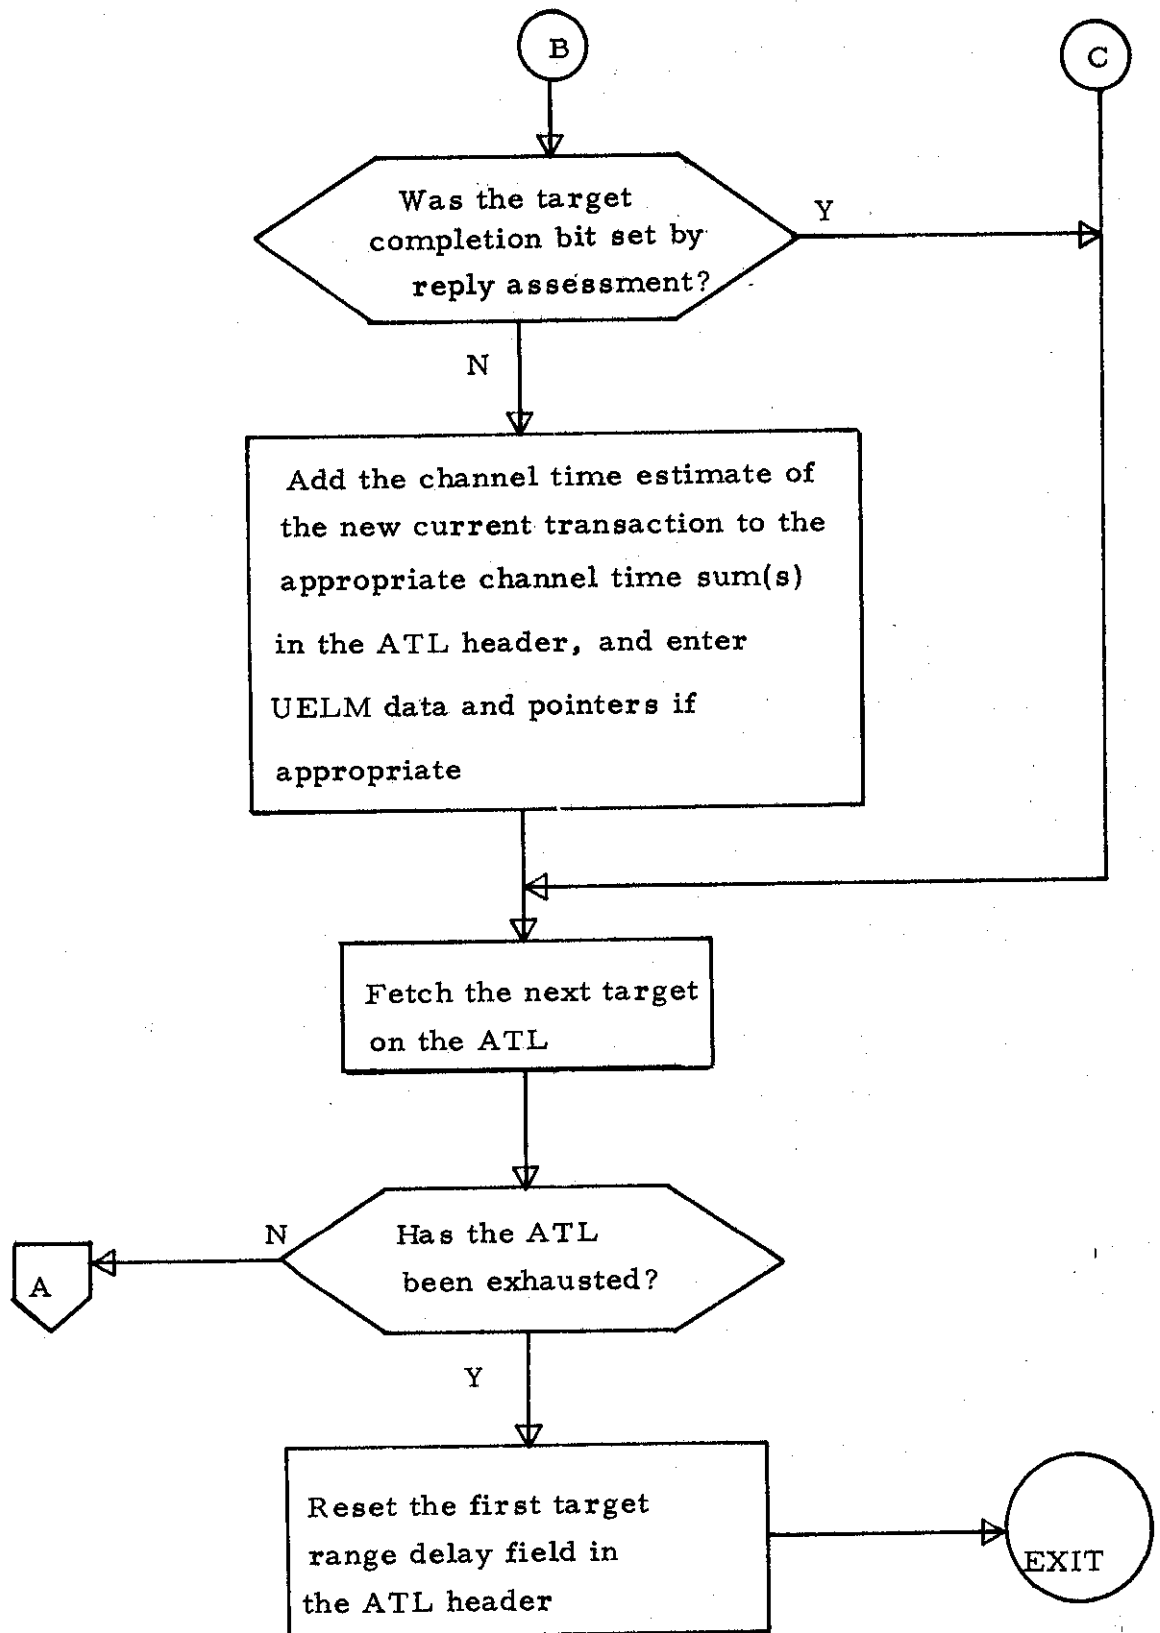 B
C
Was the target
completion bit set by
reply assessment?
Y
N
Add the channel time estimate of
the new current transaction to the
appropriate channel time sum(s)
in the ATL header, and enter
UELM data and pointers if
appropriate
Fetch the next target
on the ATL
N
Has the ATL
been exhausted?
A
Y
Reset the first target
range delay field in
the ATL header
EXIT